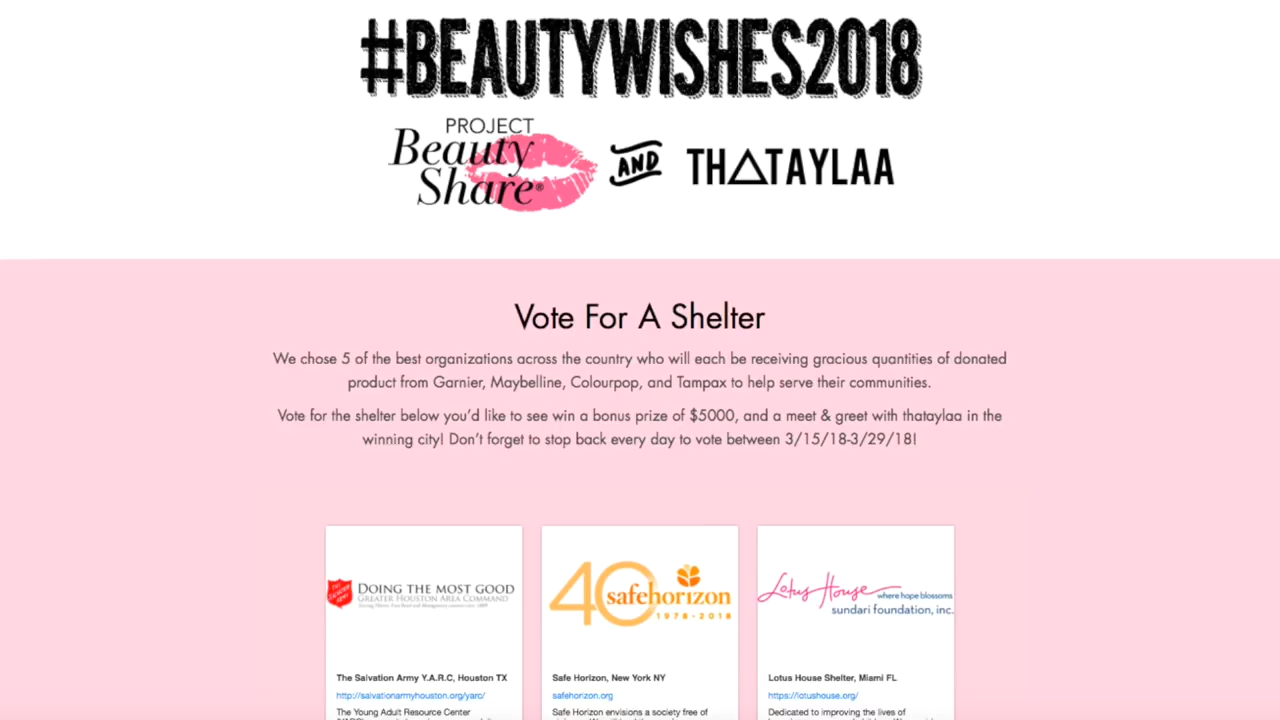 #BEAUTYWISHES2018
PROJECT
Beauty
Share®
AND
THATAYLAA
Vote For A Shelter
We chose 5 of the best organizations across the country who will each be receiving gracious quantities of donated
product from Garnier, Maybelline, Colourpop, and Tampax to help serve their communities.
Vote for the shelter below you'd like to see win a bonus prize of $5000, and a meet & greet with thataylaa in the
winning city! Don't forget to stop back every day to vote between 3/15/18-3/29/18!
THE SALVATION ARMY
DOING THE MOST GOOD
GREATER HOUSTON AREA COMMAND
40 safehorizon
1978-2018
Lotus House where hope blossoms
sundari foundation, inc.
The Salvation Army Y.A.R.C, Houston TX
http://salvationarmyhouston.org/yarc/
The Young Adult Resource Center
Safe Horizon, New York NY
safehorizon.org
Safe Horizon envisions a society free of
Lotus House Shelter, Miami FL
https://lotushouse.org/
Dedicated to improving the lives of